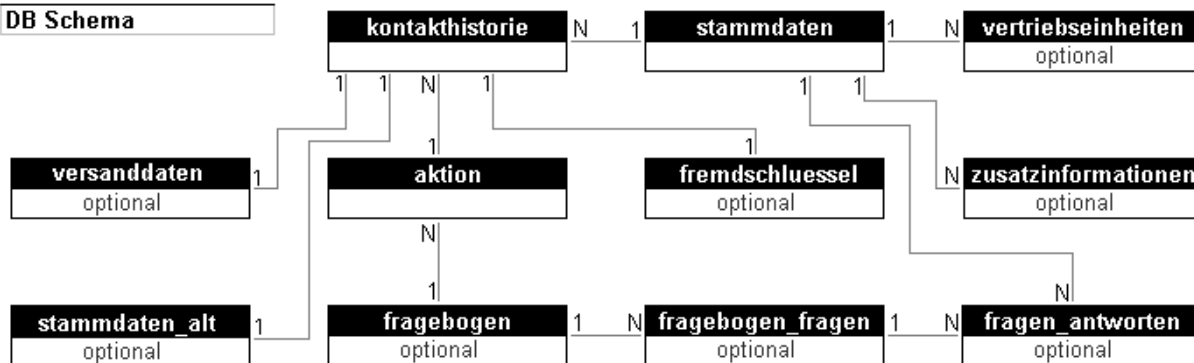 DB Schema
kontakthistorie N 1 stammdaten 1 N vertriebseinheiten
optional
1 1 N 1 1 1
1 1
versanddaten 1 aktion fremdschluessel N zusatzinformationen
optional optional optional
N
1 N
stammdaten_alt 1 fragebogen 1 N fragebogen_fragen 1 N fragen_antworten
optional optional optional optional